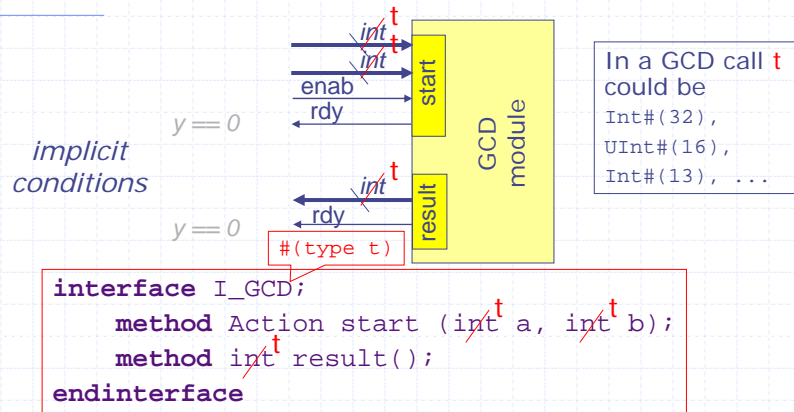 int t
int t
enab
rdy
start
y == 0
implicit
conditions
GCD
module
int t
rdy
result
y == 0
In a GCD call t
could be
Int#(32),
UInt#(16),
Int#(13), ...
#(type t)
interface I_GCD;
method Action start (int t a, int t b);
method int t result();
endinterface